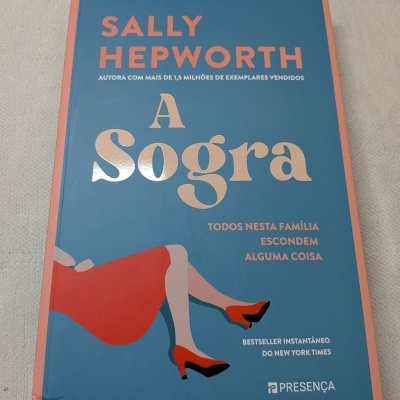 SALLY
HEPWORTH
AUTORA COM MAIS DE 1,5 MILHÕES DE EXEMPLARES VENDIDOS
A
Sogra
TODOS NESTA FAMÍLIA
ESCONDEM
ALGUMA COISA
BESTSELLER INSTANTÂNEO
DO NEW YORK TIMES
PRESENÇA